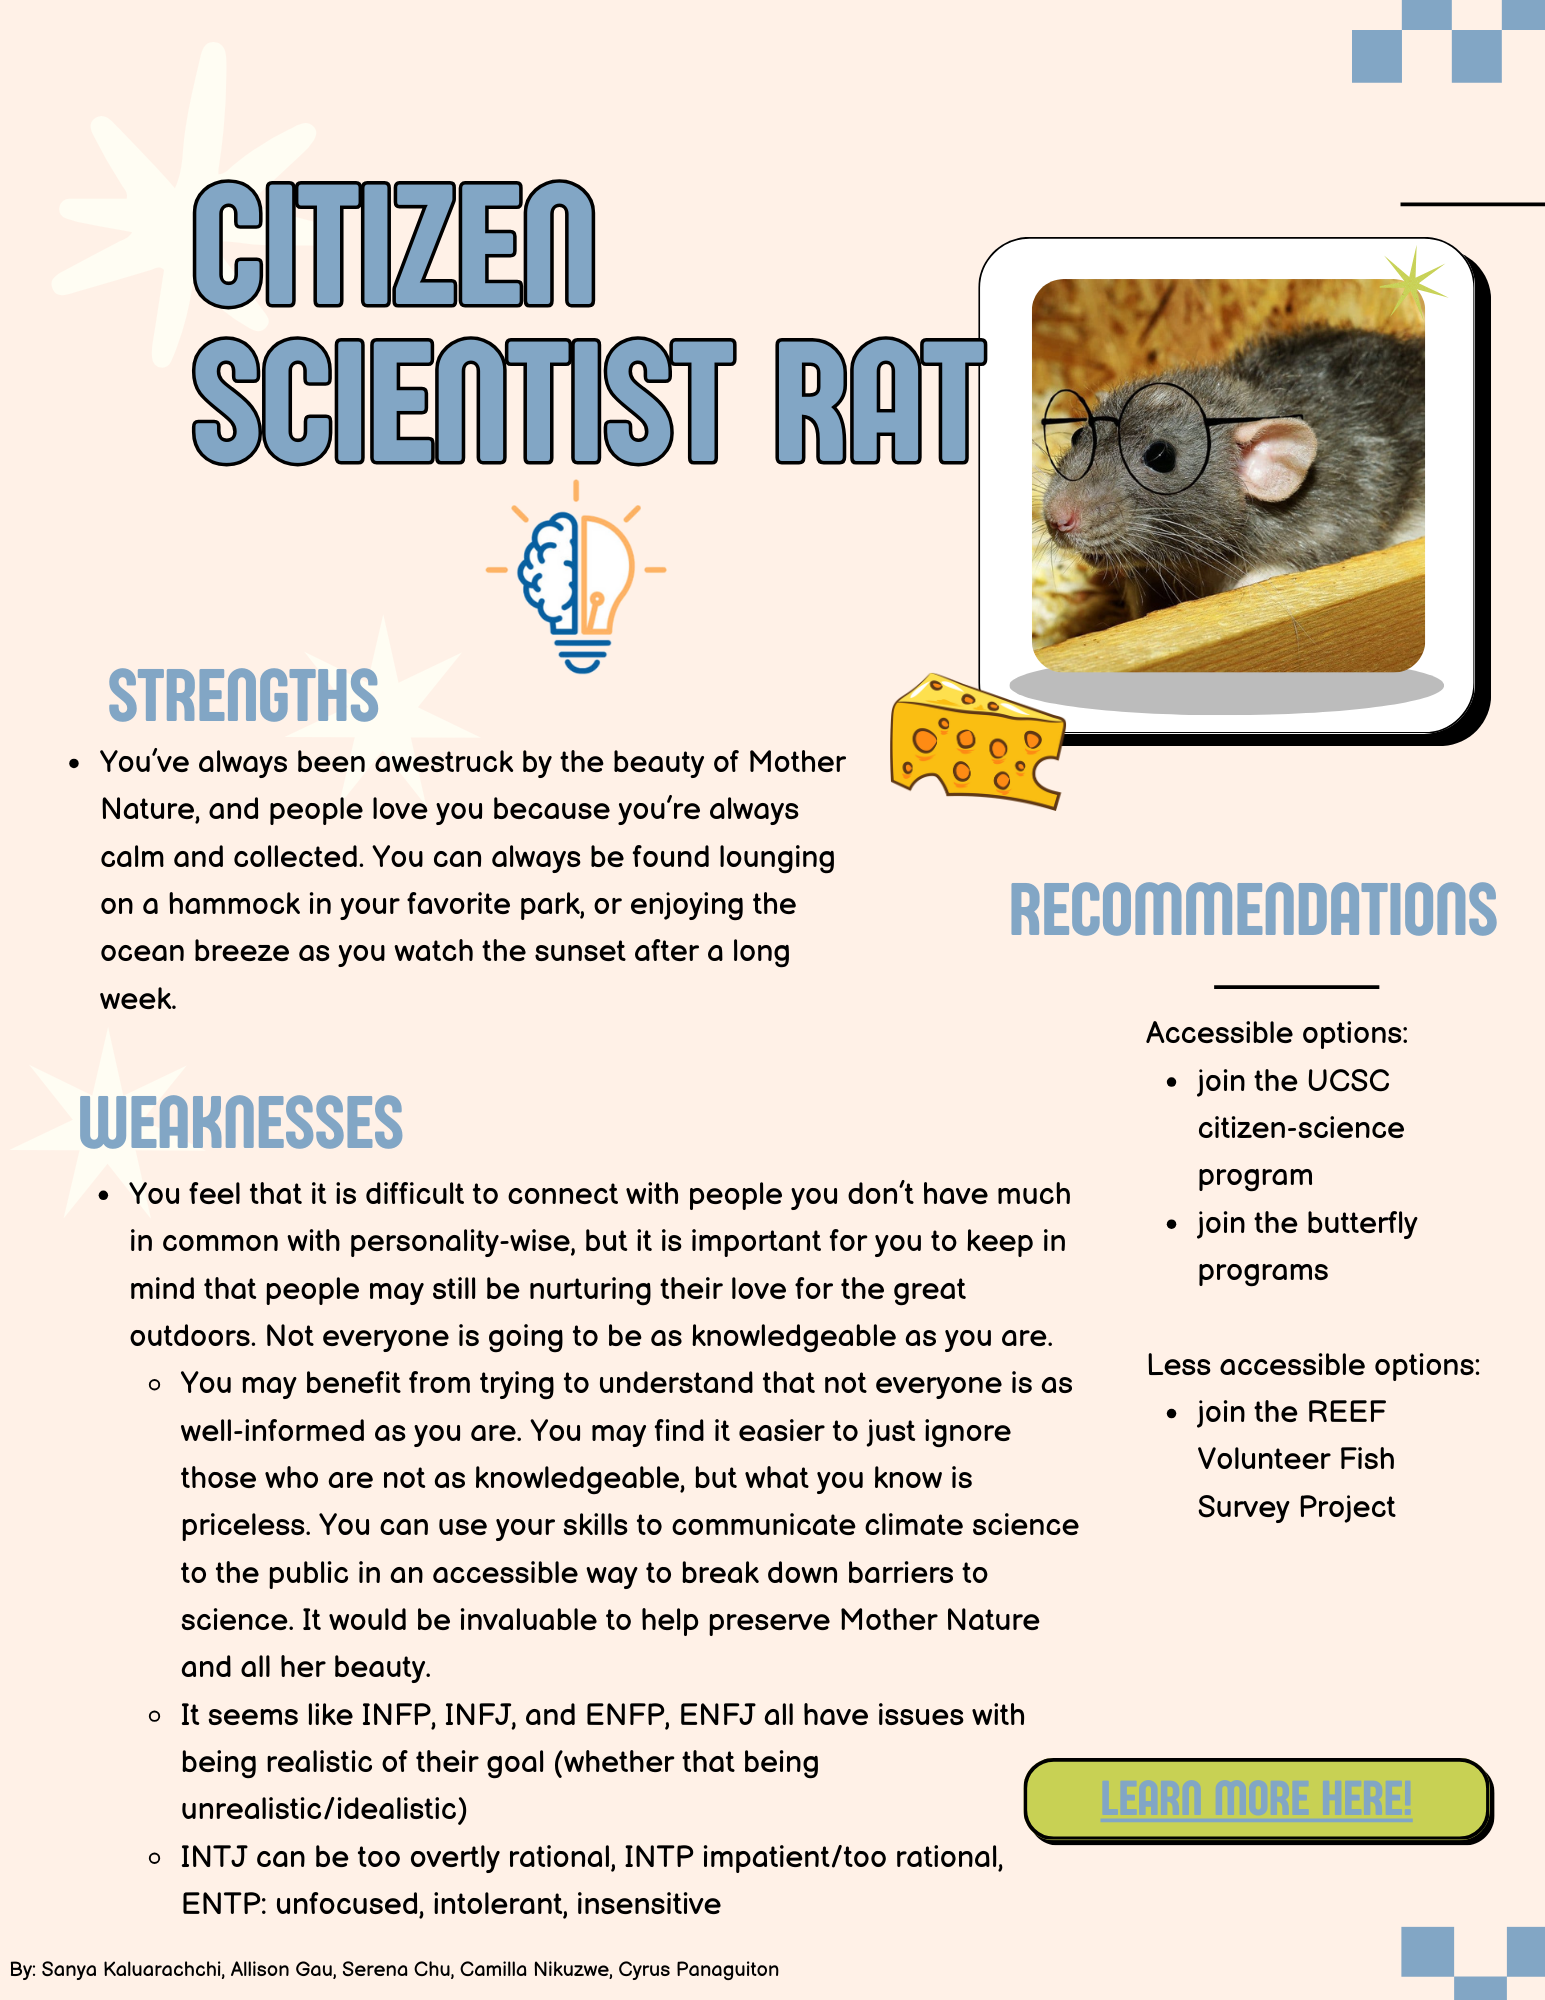 CITIZEN
SCIENTIST RAT
STRENGTHS
• You've always been awestruck by the beauty of Mother
Nature, and people love you because you're always
calm and collected. You can always be found lounging
on a hammock in your favorite park, or enjoying the
ocean breeze as you watch the sunset after a long
week.
WEAKNESSES
• You feel that it is difficult to connect with people you don't have much
in common with personality-wise, but it is important for you to keep in
mind that people may still be nurturing their love for the great
outdoors. Not everyone is going to be as knowledgeable as you are.
◦ You may benefit from trying to understand that not everyone is as
well-informed as you are. You may find it easier to just ignore
those who are not as knowledgeable, but what you know is
priceless. You can use your skills to communicate climate science
to the public in an accessible way to break down barriers to
science. It would be invaluable to help preserve Mother Nature
and all her beauty.
◦ It seems like INFP, INFJ, and ENFP, ENFJ all have issues with
being realistic of their goal (whether that being
unrealistic/idealistic)
◦ INTJ can be too overtly rational, INTP impatient/too rational,
ENTP: unfocused, intolerant, insensitive
RECOMMENDATIONS
Accessible options:
• join the UCSC
citizen-science
program
• join the butterfly
programs
Less accessible options:
• join the REEF
Volunteer Fish
Survey Project
LEARN MORE HERE!
By: Sanya Kaluarachchi, Allison Gau, Serena Chu, Camilla Nikuzwe, Cyrus Panaguiton